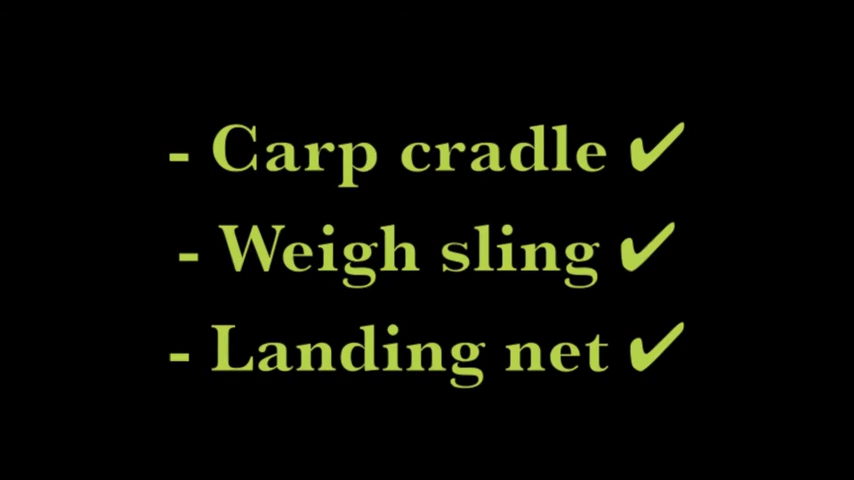 - Carp cradle ✔
- Weigh sling ✔
- Landing net ✔